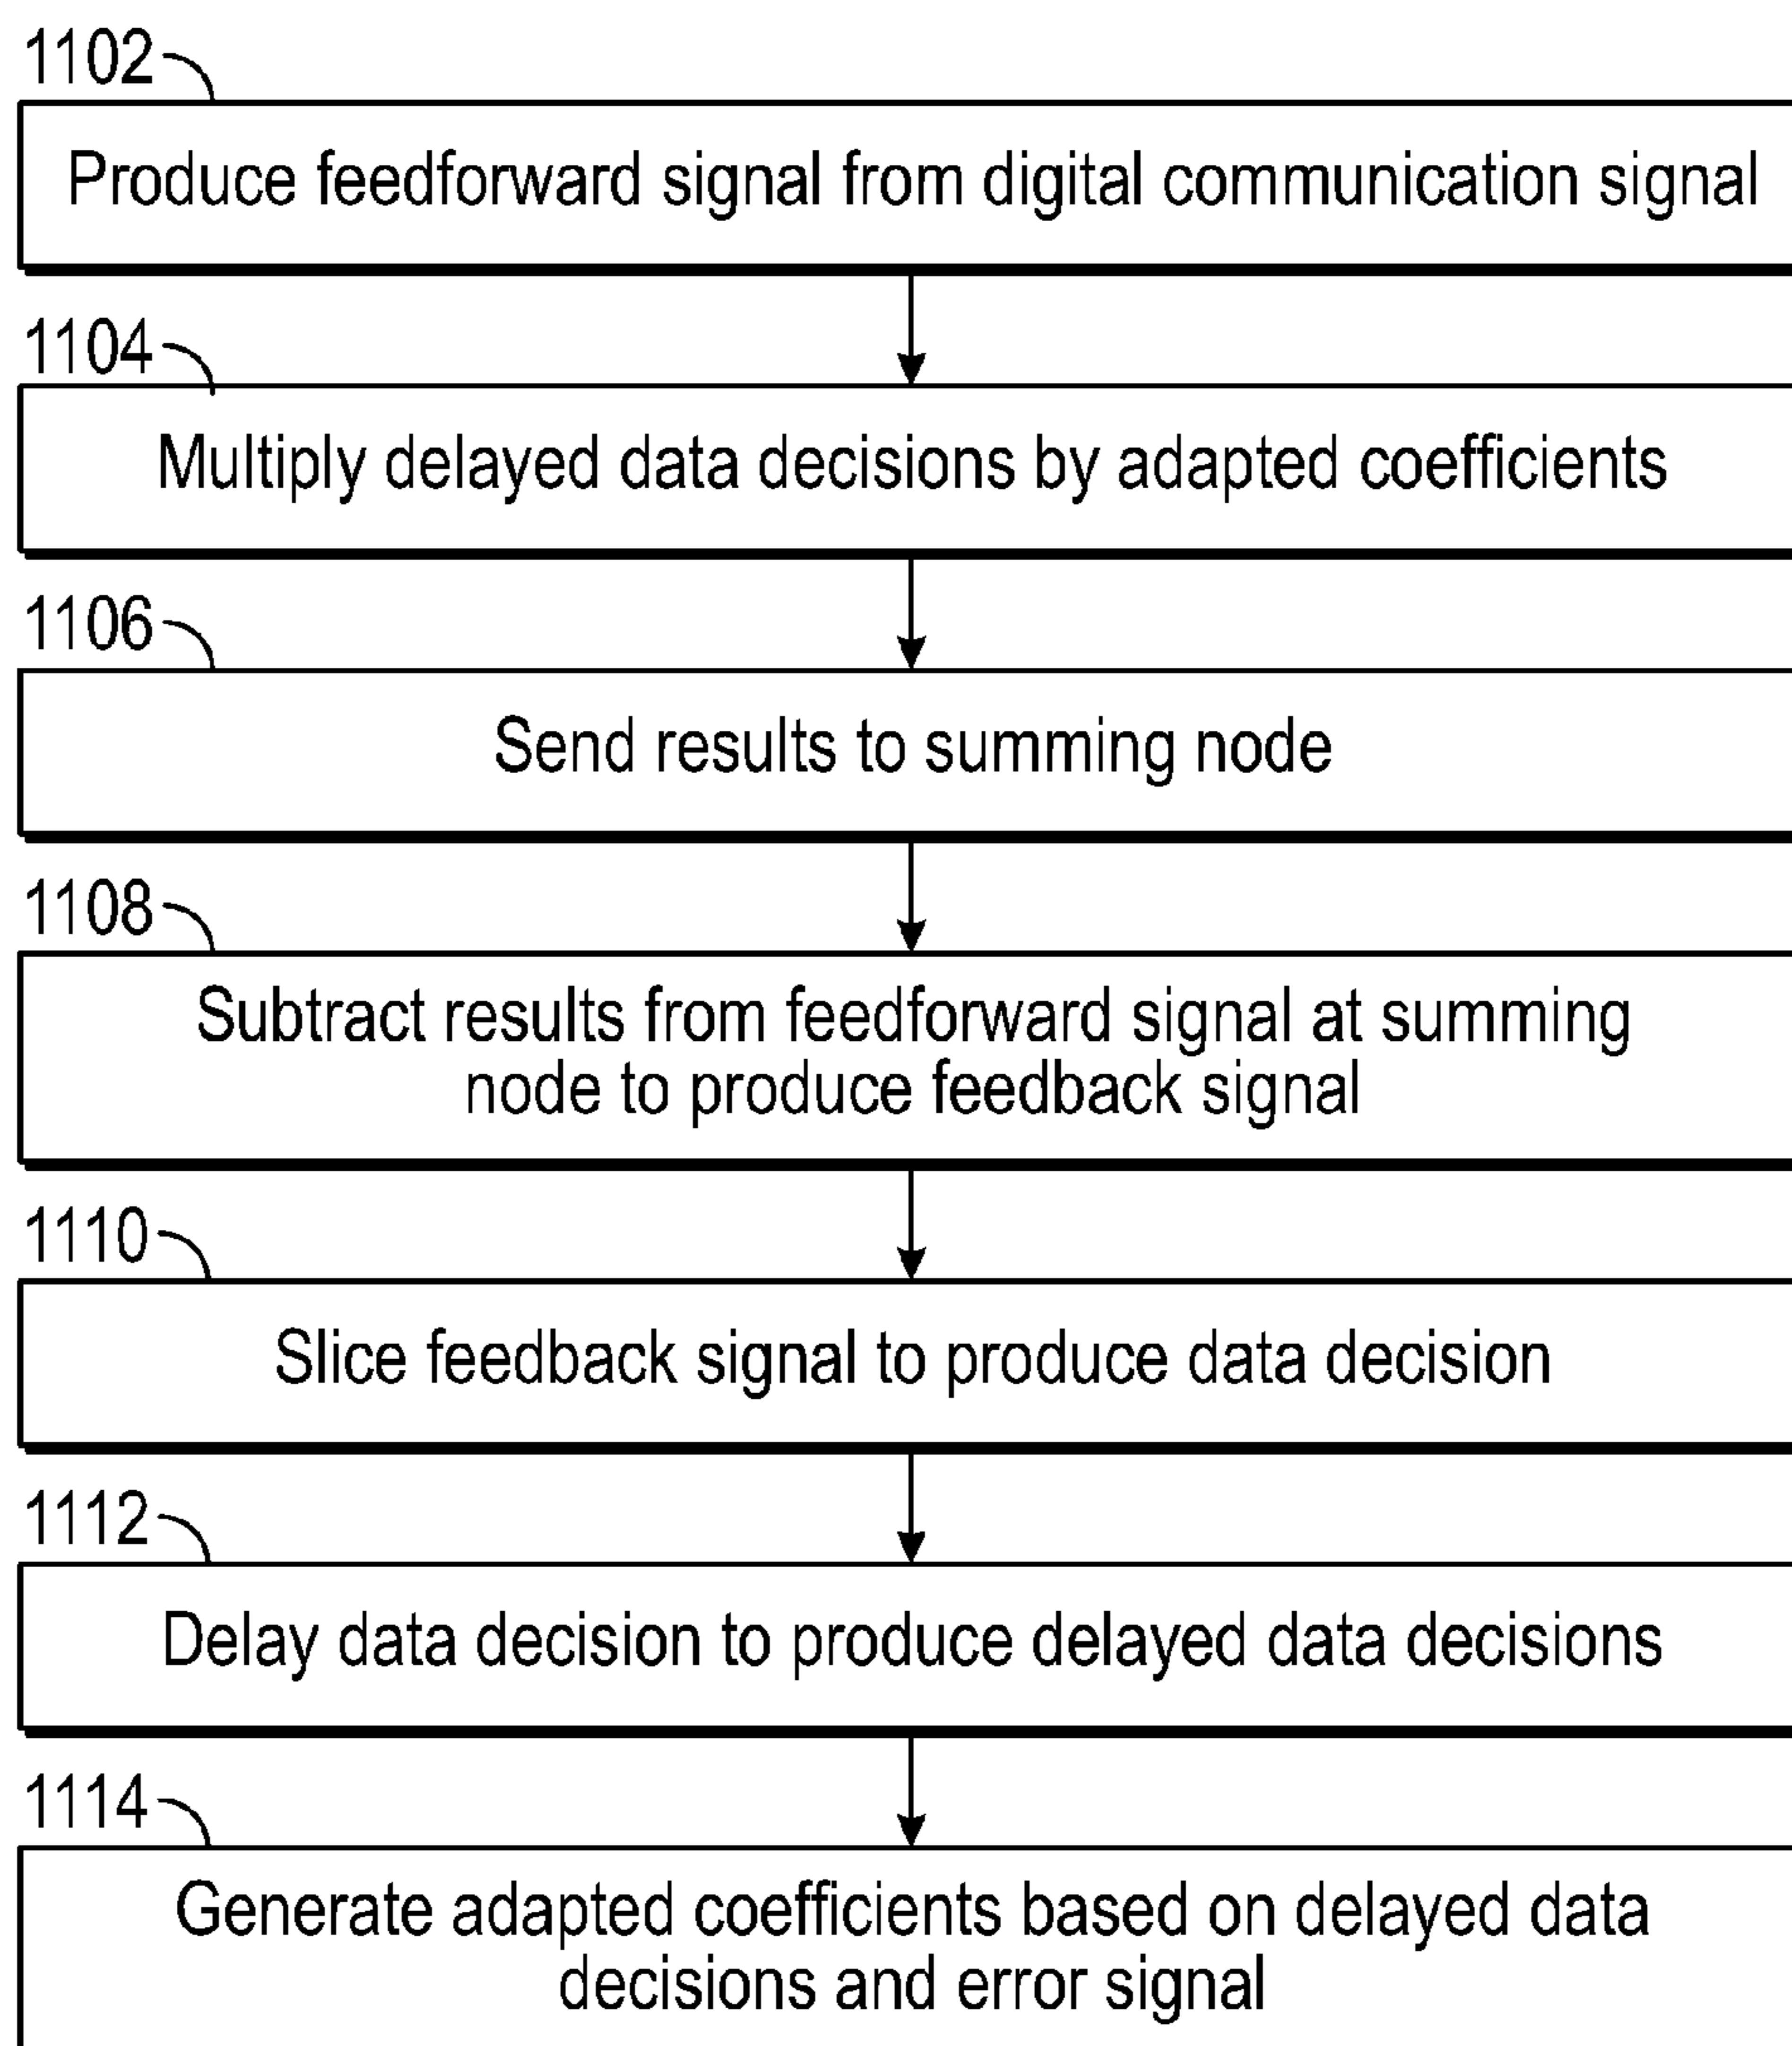 1102
Produce feedforward signal from digital communication signal
1104
Multiply delayed data decisions by adapted coefficients
1106
Send results to summing node
1108
Subtract results from feedforward signal at summing
node to produce feedback signal
1110
Slice feedback signal to produce data decision
1112
Delay data decision to produce delayed data decisions
1114
Generate adapted coefficients based on delayed data
decisions and error signal